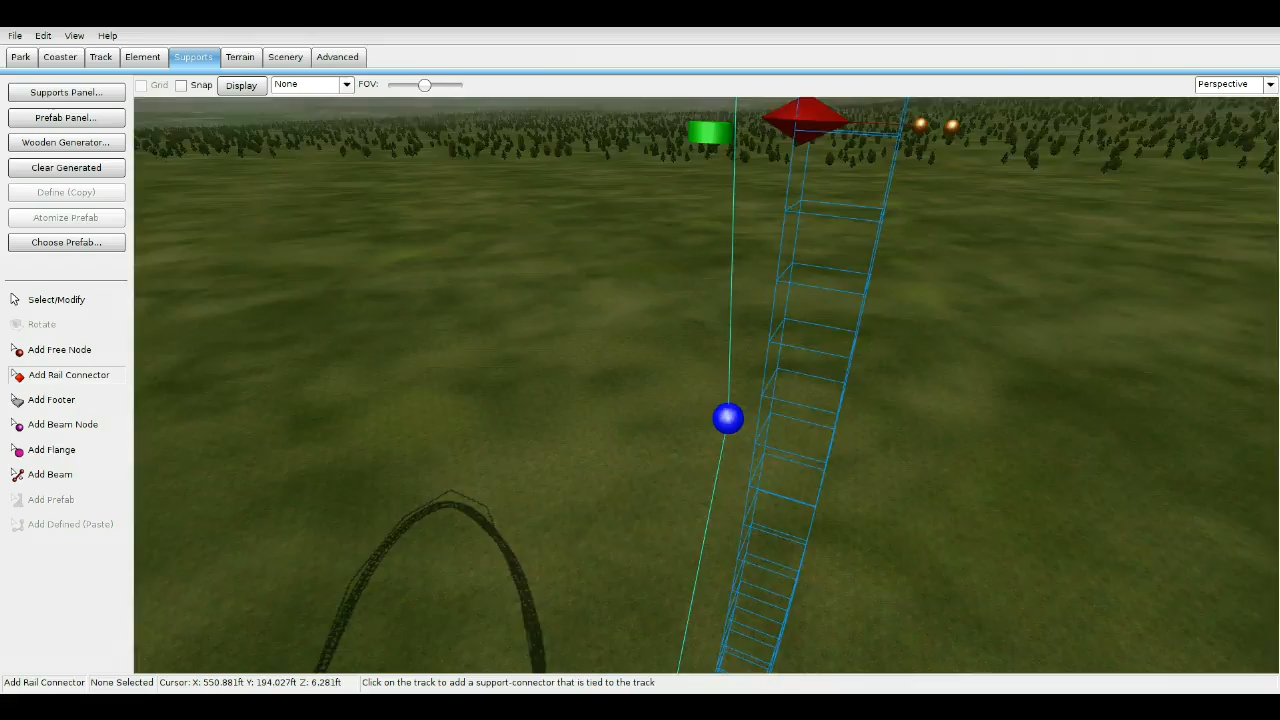 File Edit View Help
Park Coaster Track Element Supports Terrain Scenery Advanced
Supports Panel... Grid Snap Display None FOV: Perspective
Prefab Panel...
Wooden Generator...
Clear Generated
Define (Copy)
Atomize Prefab
Choose Prefab...
Select/Modify
Rotate
Add Free Node
Add Rail Connector
Add Footer
Add Beam Node
Add Flange
Add Beam
Add Prefab
Add Defined (Paste)
Add Rail Connector None Selected Cursor: X: 550.881ft Y: 194.027ft Z: 6.281ft Click on the track to add a support-connector that is tied to the track